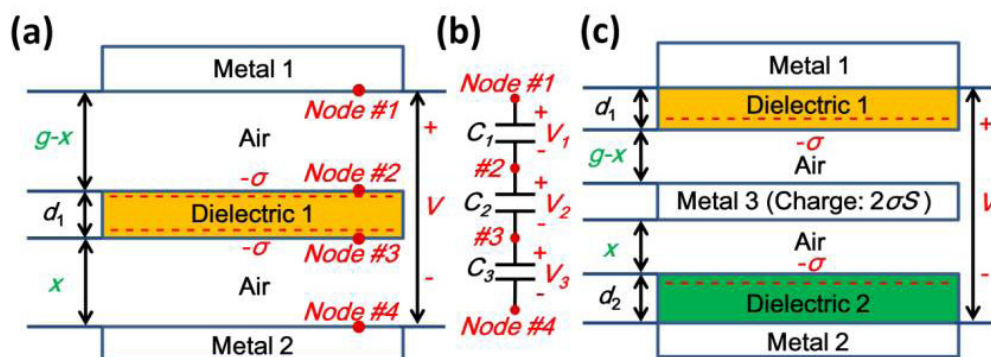 (a)
Metal 1
Node #1
g-x
Air
+
-σ
Node #2
d1
Dielectric 1
V
-σ
Node #3
x
Air
-
Node #4
Metal 2
(b)
Node #1
+
C1
V1
-
#2
+
C2
V2
-
#3
+
C3
V3
-
Node #4
(c)
Metal 1
d1
Dielectric 1
+
-σ
g-x
Air
Metal 3 (Charge: 2σS)
V
x
Air
-σ
d2
Dielectric 2
-
Metal 2